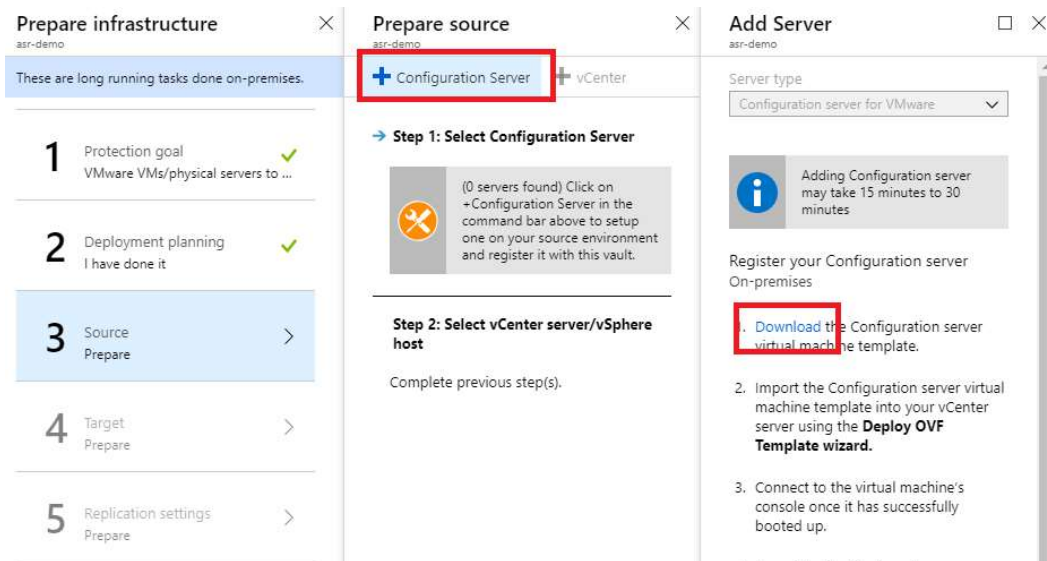 Prepare infrastructure
asr-demo
These are long running tasks done on-premises.
1
Protection goal
VMware VMs/physical servers to ...
2
Deployment planning
I have done it
3
Source
Prepare
4
Target
Prepare
5
Replication settings
Prepare
Prepare source
asr-demo
Configuration Server
vCenter
Step 1: Select Configuration Server
(0 servers found) Click on
+Configuration Server in the
command bar above to setup
one on your source environment
and register it with this vault.
Step 2: Select vCenter server/vSphere
host
Complete previous step(s).
Add Server
asr-demo
Server type
Configuration server for VMware
Adding Configuration server
may take 15 minutes to 30
minutes
Register your Configuration server
On-premises
1. Download the Configuration server
virtual machine template.
2. Import the Configuration server virtual
machine template into your vCenter
server using the Deploy OVF
Template wizard.
3. Connect to the virtual machine's
console once it has successfully
booted up.